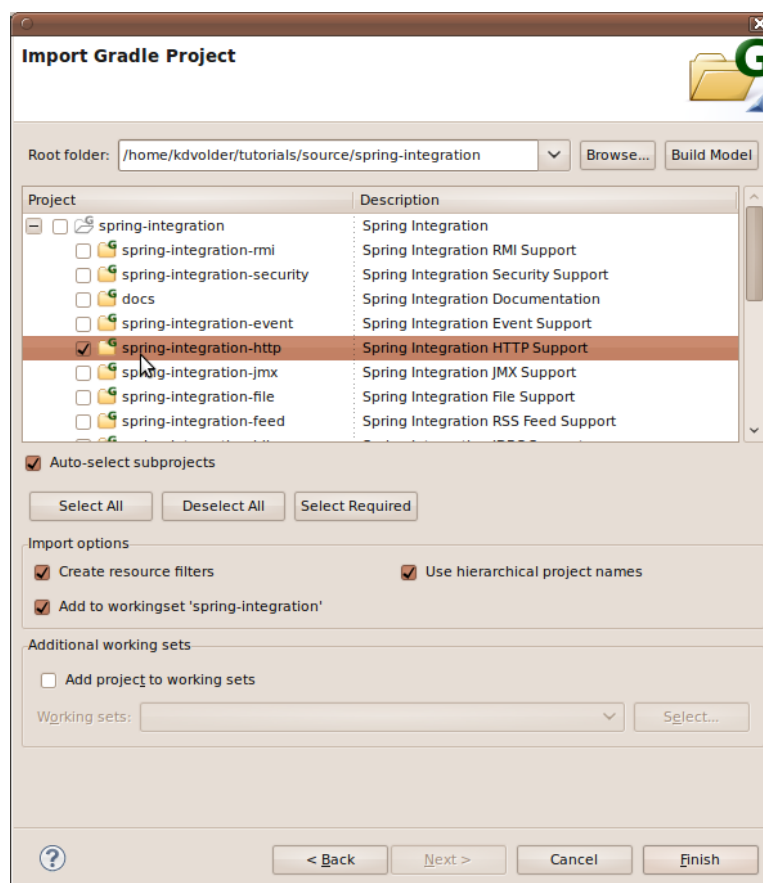 Import Gradle Project
G
Root folder: /home/kdvolder/tutorials/source/spring-integration Browse... Build Model
Project Description
spring-integration Spring Integration
spring-integration-rmi Spring Integration RMI Support
spring-integration-security Spring Integration Security Support
docs Spring Integration Documentation
spring-integration-event Spring Integration Event Support
spring-integration-http Spring Integration HTTP Support
spring-integration-jmx Spring Integration JMX Support
spring-integration-file Spring Integration File Support
spring-integration-feed Spring Integration RSS Feed Support
Auto-select subprojects
Select All Deselect All Select Required
Import options
Create resource filters Use hierarchical project names
Add to workingset 'spring-integration'
Additional working sets
Add project to working sets
Working sets: Select...
? < Back Next > Cancel Finish